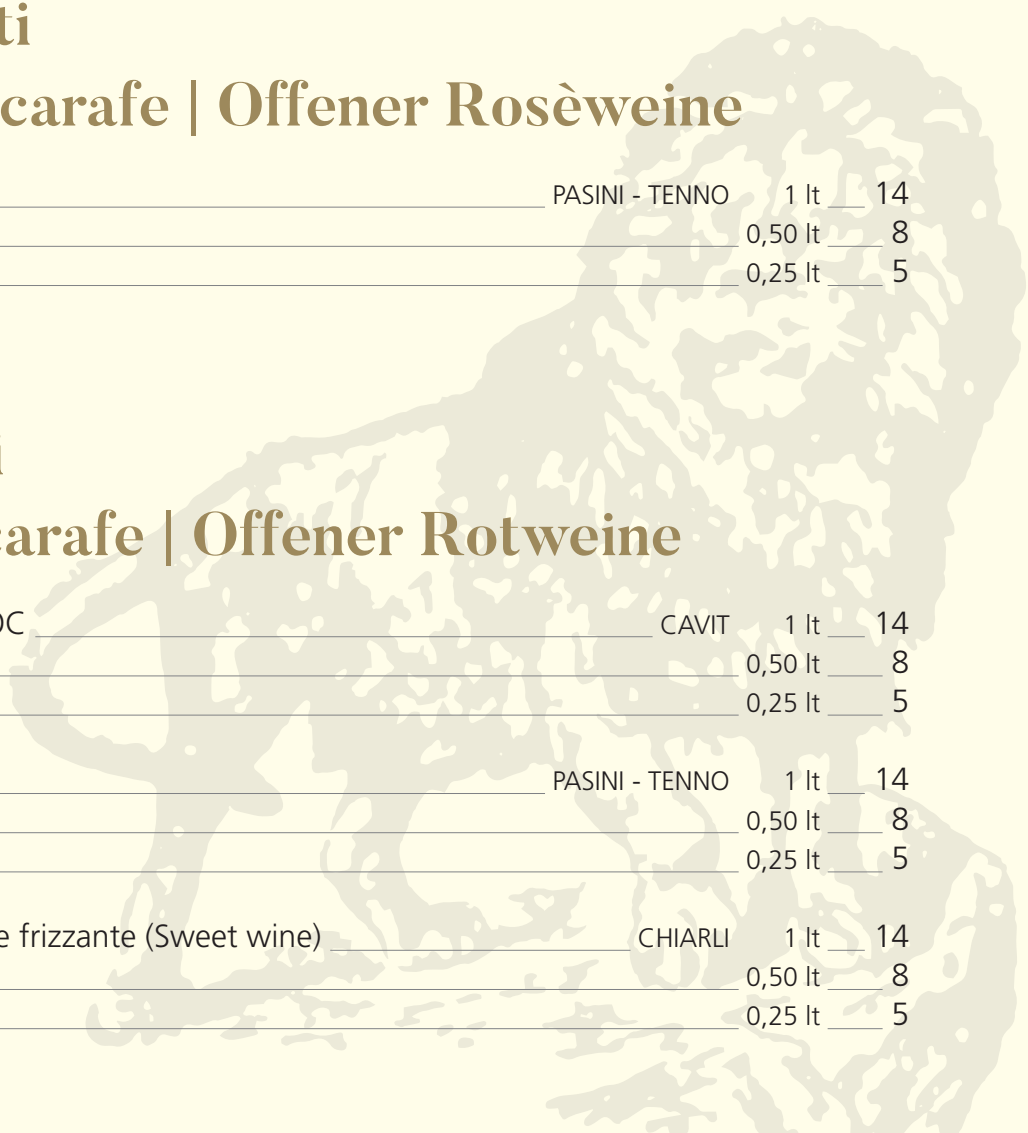 ti
carafe | Offener Rosèweine
PASINI - TENNO 1 lt 14
0,50 lt 8
0,25 lt 5
i
carafe | Offener Rotweine
OC CAVIT 1 lt 14
0,50 lt 8
0,25 lt 5
PASINI - TENNO 1 lt 14
0,50 lt 8
0,25 lt 5
e frizzante (Sweet wine) CHIARLI 1 lt 14
0,50 lt 8
0,25 lt 5